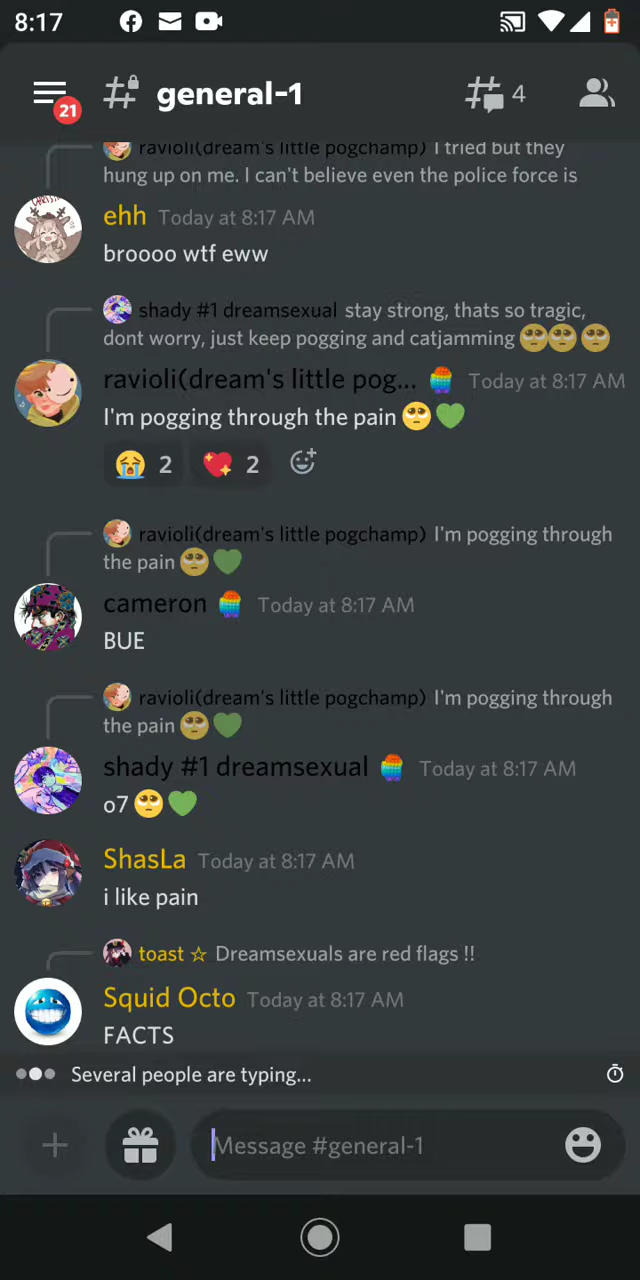 8:17
21
general-1
4
ravioli(dream's little pogchamp) I tried but they
hung up on me. I can't believe even the police force is
ehh Today at 8:17 AM
broooo wtf eww
shady #1 dreamsexual stay strong, thats so tragic,
dont worry, just keep pogging and catjamming 🥺🥺🥺
ravioli(dream's little pog... Today at 8:17 AM
I'm pogging through the pain 🥺💚
😭 2 💖 2
ravioli(dream's little pogchamp) I'm pogging through
the pain 🥺💚
cameron Today at 8:17 AM
BUE
ravioli(dream's little pogchamp) I'm pogging through
the pain 🥺💚
shady #1 dreamsexual Today at 8:17 AM
o7 🥺💚
ShasLa Today at 8:17 AM
i like pain
toast ☆ Dreamsexuals are red flags !!
Squid Octo Today at 8:17 AM
FACTS
Several people are typing...
Message #general-1